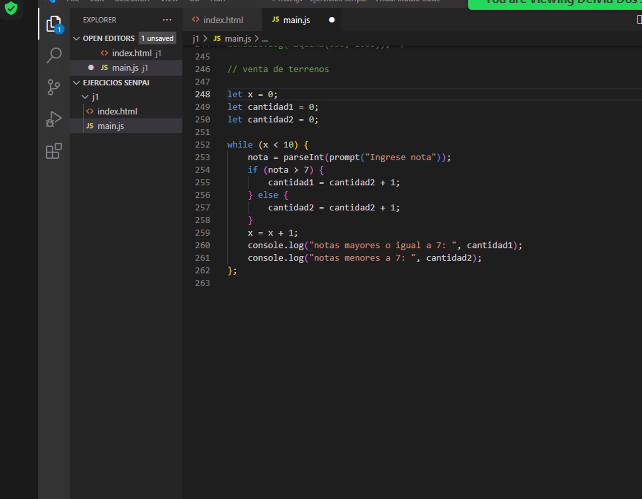 You are viewing
EXPLORER
OPEN EDITORS 1 unsaved
index.html j1
JS main.js j1
EJERCICIOS SENPAI
j1
index.html
JS main.js
1
index.html JS main.js
j1 > JS main.js > ...
245
246 // venta de terrenos
247
248 let x = 0;
249 let cantidad1 = 0;
250 let cantidad2 = 0;
251
252 while (x < 10) {
253 nota = parseInt(prompt("Ingrese nota"));
254 if (nota > 7) {
255 cantidad1 = cantidad2 + 1;
256 } else {
257 cantidad2 = cantidad2 + 1;
258 }
259 x = x + 1;
260 console.log("notas mayores o igual a 7: ", cantidad1);
261 console.log("notas menores a 7: ", cantidad2);
262 };
263